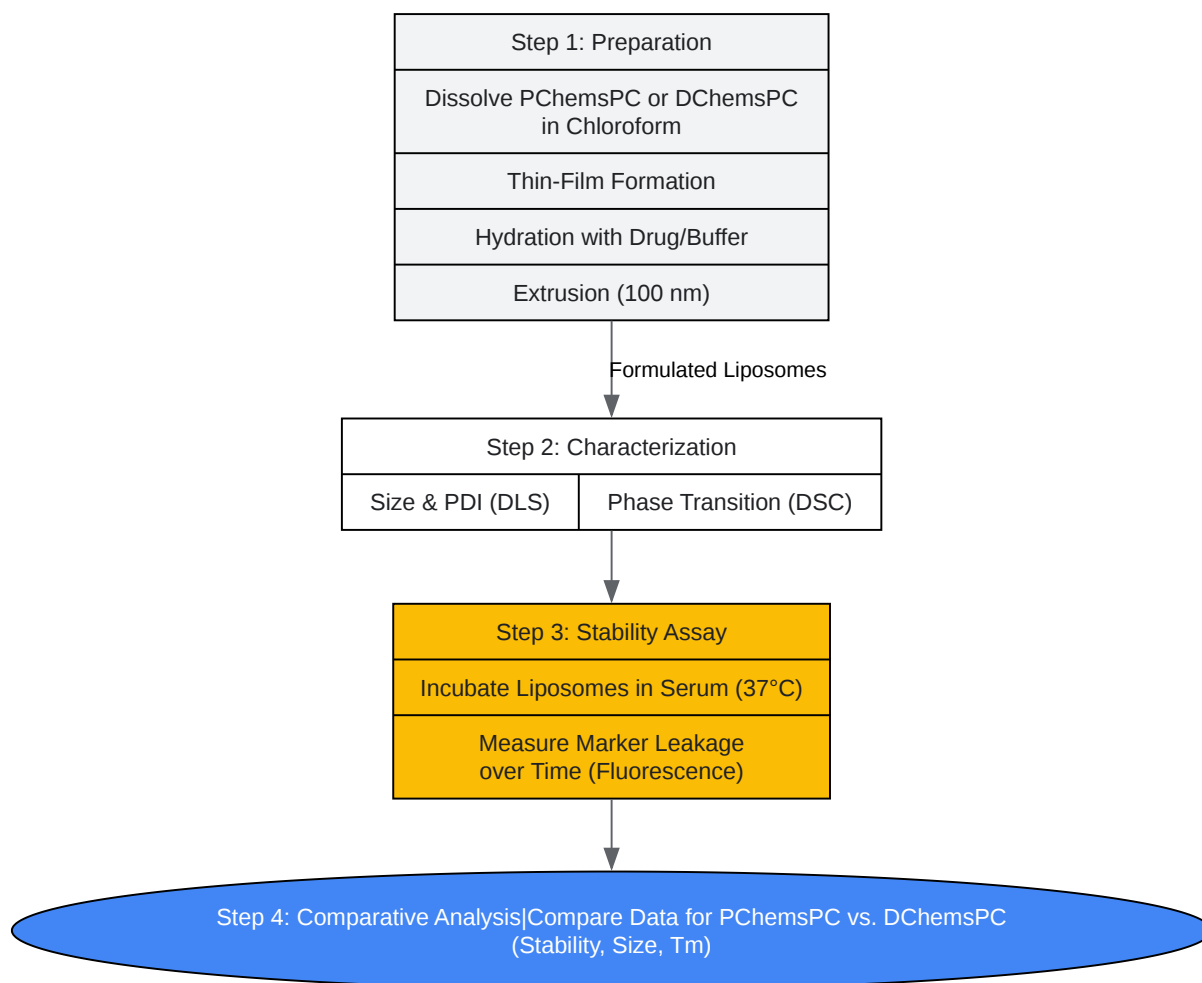 Step 1: Preparation
Dissolve PChemsPC or DChemsPC
in Chloroform
Thin-Film Formation
Hydration with Drug/Buffer
Extrusion (100 nm)
Formulated Liposomes
Step 2: Characterization
Size & PDI (DLS)
Phase Transition (DSC)
Step 3: Stability Assay
Incubate Liposomes in Serum (37°C)
Measure Marker Leakage
over Time (Fluorescence)
Step 4: Comparative Analysis|Compare Data for PChemsPC vs. DChemsPC
(Stability, Size, Tm)